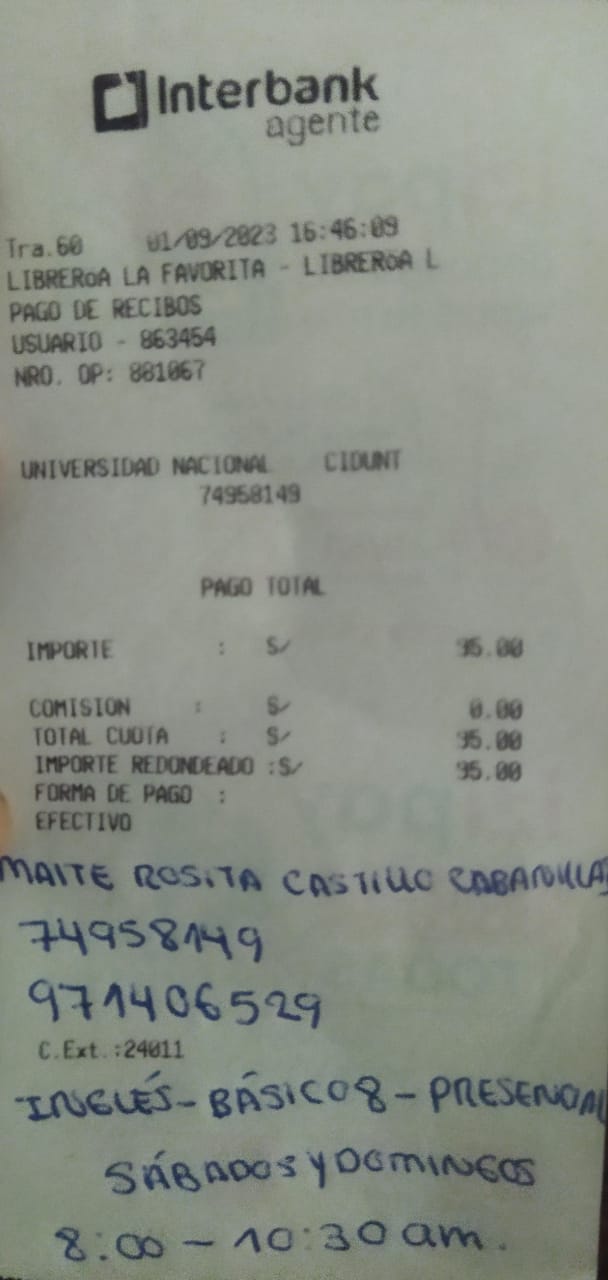 Interbank
agente
Tra.60 01/09/2023 16:46:09
LIBREROA LA FAVORITA - LIBREROA L
PAGO DE RECIBOS
USUARIO - 863454
NRO. OP: 881067
UNIVERSIDAD NACIONAL CIDUNT
74958149
PAGO TOTAL
IMPORTE : S/ 95.00
COMISION : S/ 0.00
TOTAL CUOTA : S/ 95.00
IMPORTE REDONDEADO :S/ 95.00
FORMA DE PAGO :
EFECTIVO
MAITE ROSITA CASTILLO CABANILLAS
74958149
971406529
C.Ext.:24011
INGLÉS-BÁSICO 8 - PRESENCIAL
SÁBADOS Y DOMINGOS
8:00 - 10:30 am.